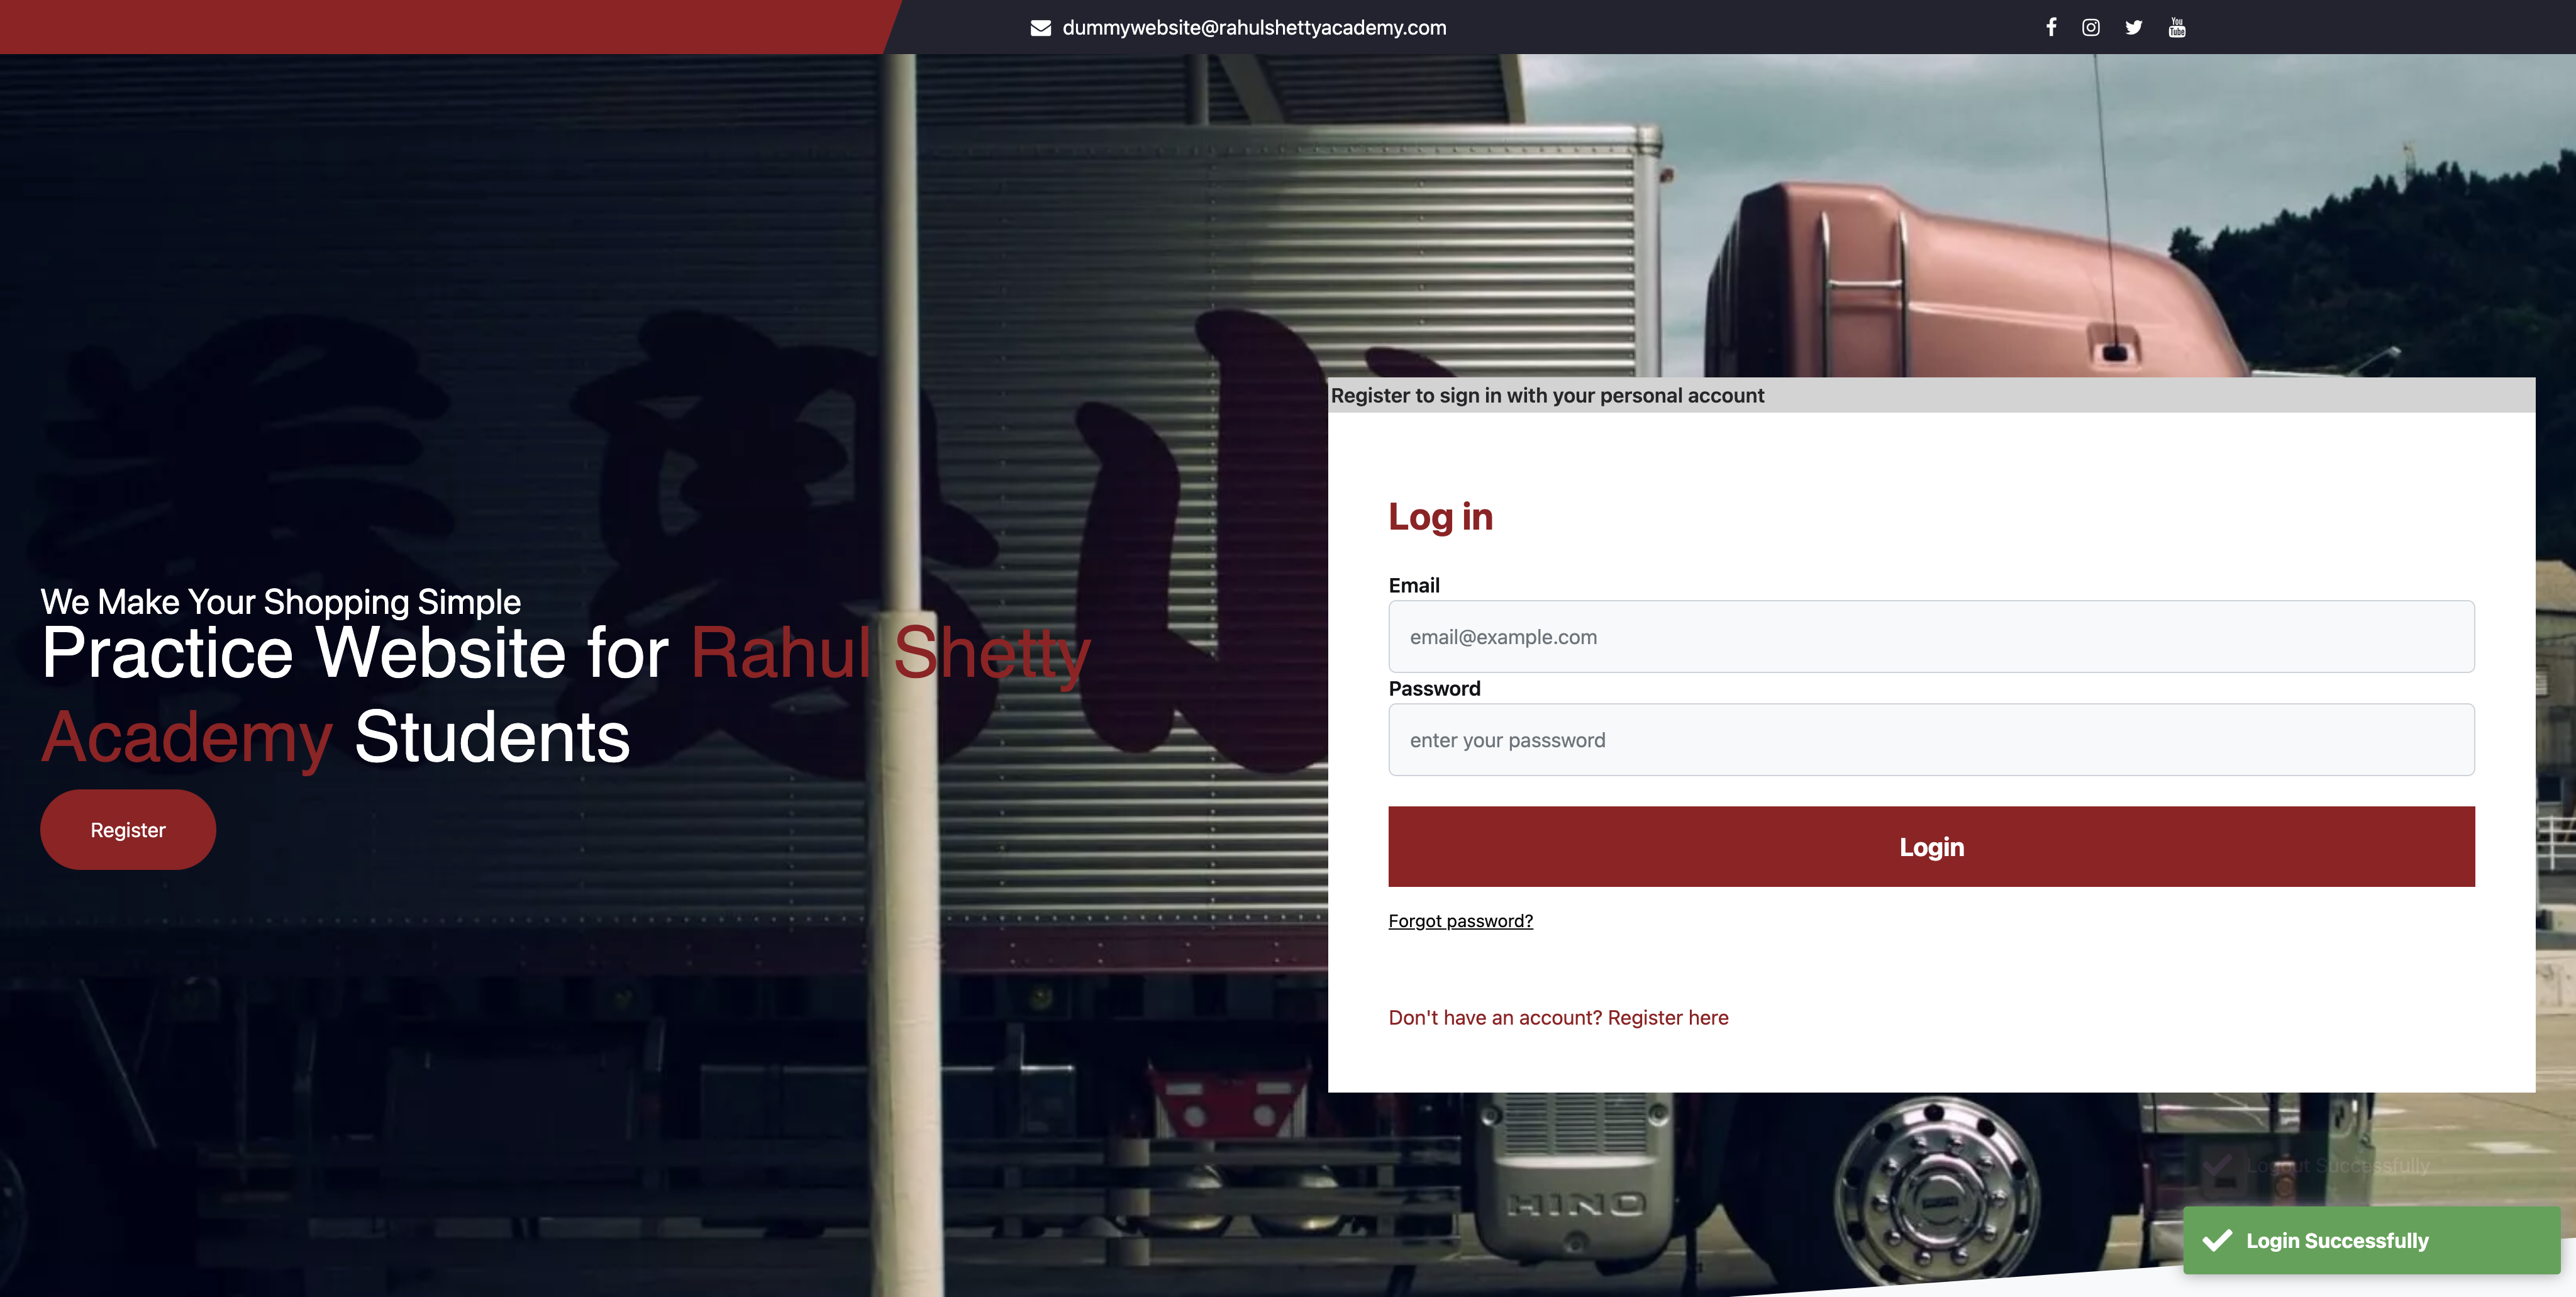 dummywebsite@rahulshettyacademy.com
You
Tube
Register to sign in with your personal account
Log in
Email
email@example.com
Password
enter your passsword
Login
Forgot password?
Don't have an account? Register here
We Make Your Shopping Simple
Practice Website for Rahul Shetty
Academy Students
Register
HINO
Logout Successfully
Login Successfully